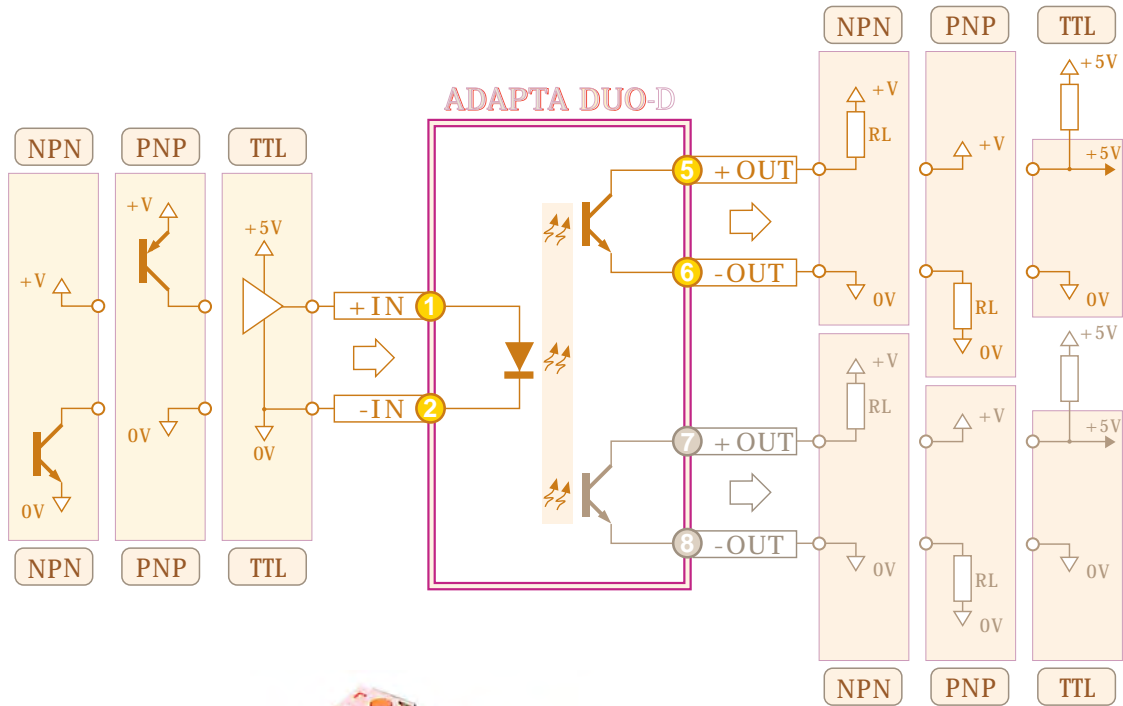 NPN PNP TTL
ADAPTA DUO-D
NPN PNP TTL
+V
+V
+5V
0V
0V
0V
NPN PNP TTL
+IN 1
-IN 2
5 +OUT
6 -OUT
7 +OUT
8 -OUT
+V
RL
0V
+V
RL
0V
+5V
+5V
0V
+V
RL
0V
+V
RL
0V
+5V
+5V
0V
NPN PNP TTL